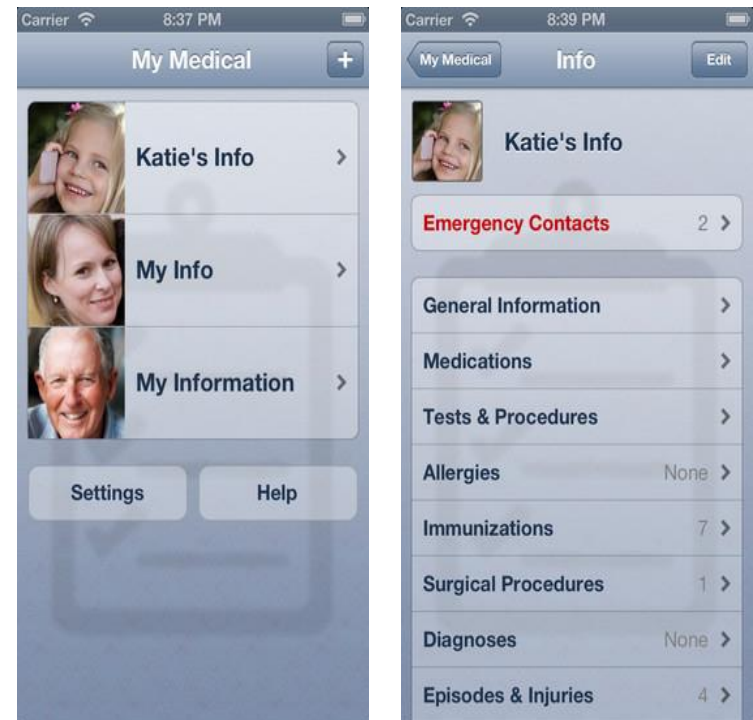 Carrier 8:37 PM
My Medical +
Katie's Info >
My Info >
My Information >
Settings Help
Carrier 8:39 PM
My Medical Info Edit
Katie's Info
Emergency Contacts 2 >
General Information >
Medications >
Tests & Procedures >
Allergies None >
Immunizations 7 >
Surgical Procedures 1 >
Diagnoses None >
Episodes & Injuries 4 >